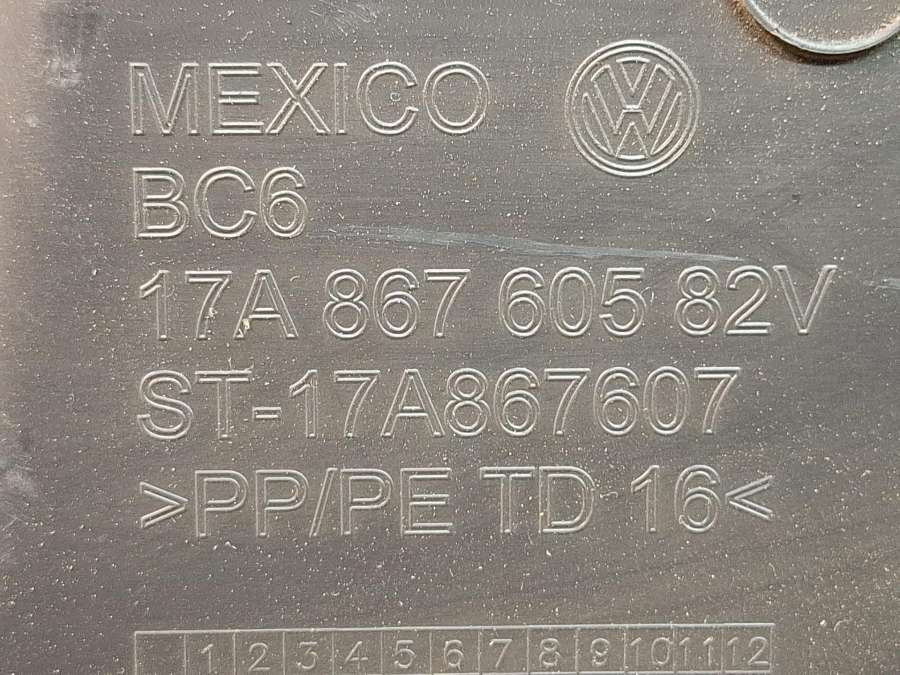 MEXICO
BC6
17A 867 605 82V
ST-17A867607
>PP/PE TD 16<
1 2 3 4 5 6 7 8 9 10 11 12